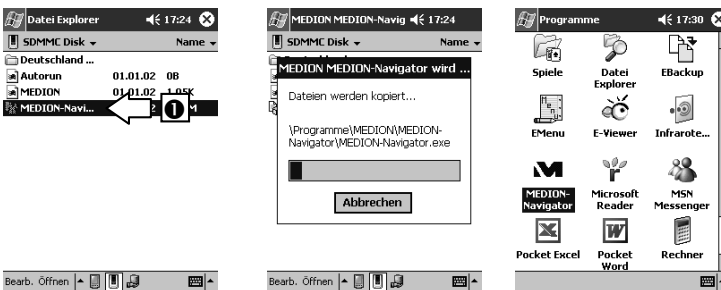 Datei Explorer 17:24
SDMMC Disk Name
Deutschland ...
Autorun 01.01.02 0B
MEDION 01.01.02 1.05K
MEDION-Navi... 2 M
1
Bearb. Öffnen
MEDION MEDION-Navig 17:24
SDMMC Disk Name
MEDION MEDION-Navigator wird ...
Dateien werden kopiert...
\Programme\MEDION\MEDION-
Navigator\MEDION-Navigator.exe
Abbrechen
Bearb. Öffnen
Programme 17:30
Spiele Datei Explorer EBackup
EMenu E-Viewer Infrarote...
MEDION-Navigator Microsoft Reader MSN Messenger
Pocket Excel Pocket Word Rechner